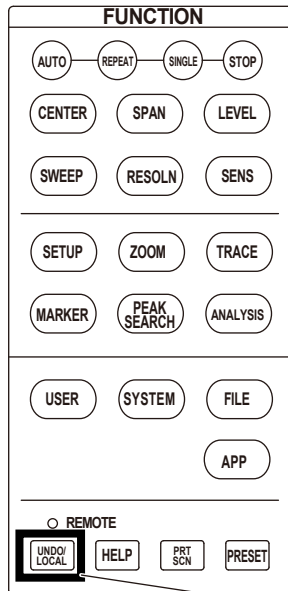 FUNCTION
AUTO REPEAT SINGLE STOP
CENTER SPAN LEVEL
SWEEP RESOLN SENS
SETUP ZOOM TRACE
MARKER PEAK SEARCH ANALYSIS
USER SYSTEM FILE
APP
REMOTE
UNDO/LOCAL HELP PRT SCN PRESET